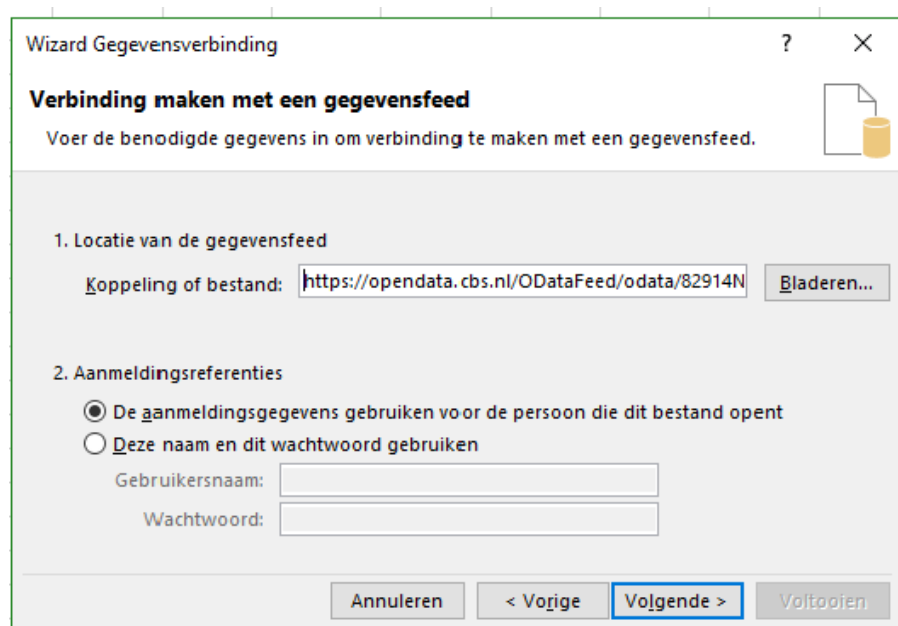 Wizard Gegevensverbinding ?
Verbinding maken met een gegevensfeed
Voer de benodigde gegevens in om verbinding te maken met een gegevensfeed.
1. Locatie van de gegevensfeed
Koppeling of bestand: https://opendata.cbs.nl/ODataFeed/odata/82914N Bladeren...
2. Aanmeldingsreferenties
De aanmeldingsgegevens gebruiken voor de persoon die dit bestand opent
Deze naam en dit wachtwoord gebruiken
Gebruikersnaam:
Wachtwoord:
Annuleren < Vorige Volgende > Voltooien